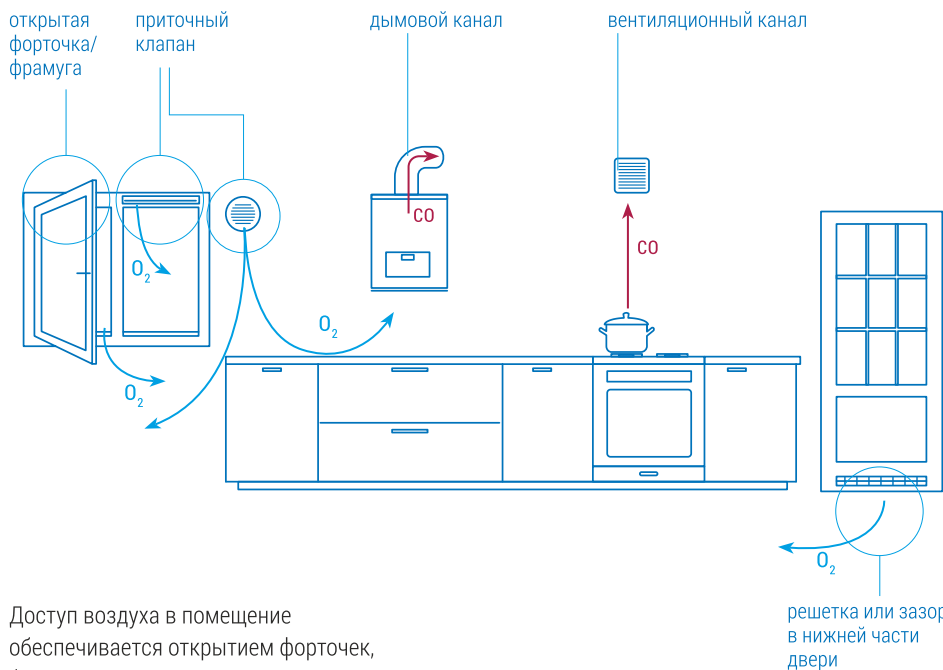 открытая
форточка/
фрамуга
приточный
клапан
дымовой канал
вентиляционный канал
CO
CO
O2
O2
O2
O2
решетка или зазор
в нижней части
двери
Доступ воздуха в помещение
обеспечивается открытием форточек,